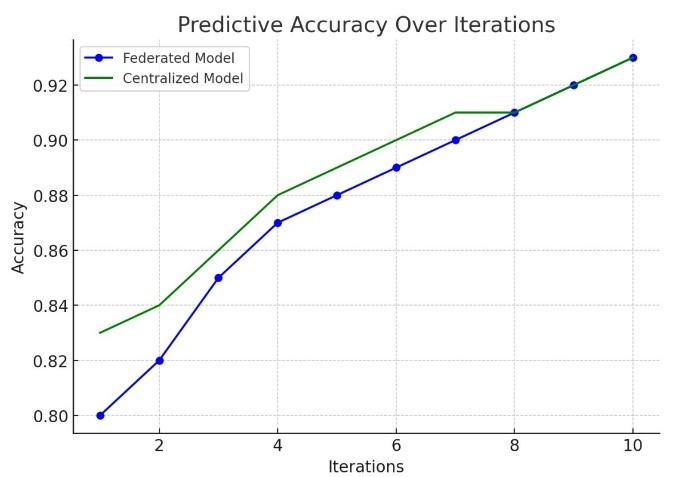 Predictive Accuracy Over Iterations
Federated Model
Centralized Model
Accuracy
0.92
0.90
0.88
0.86
0.84
0.82
0.80
2 4 6 8 10
Iterations